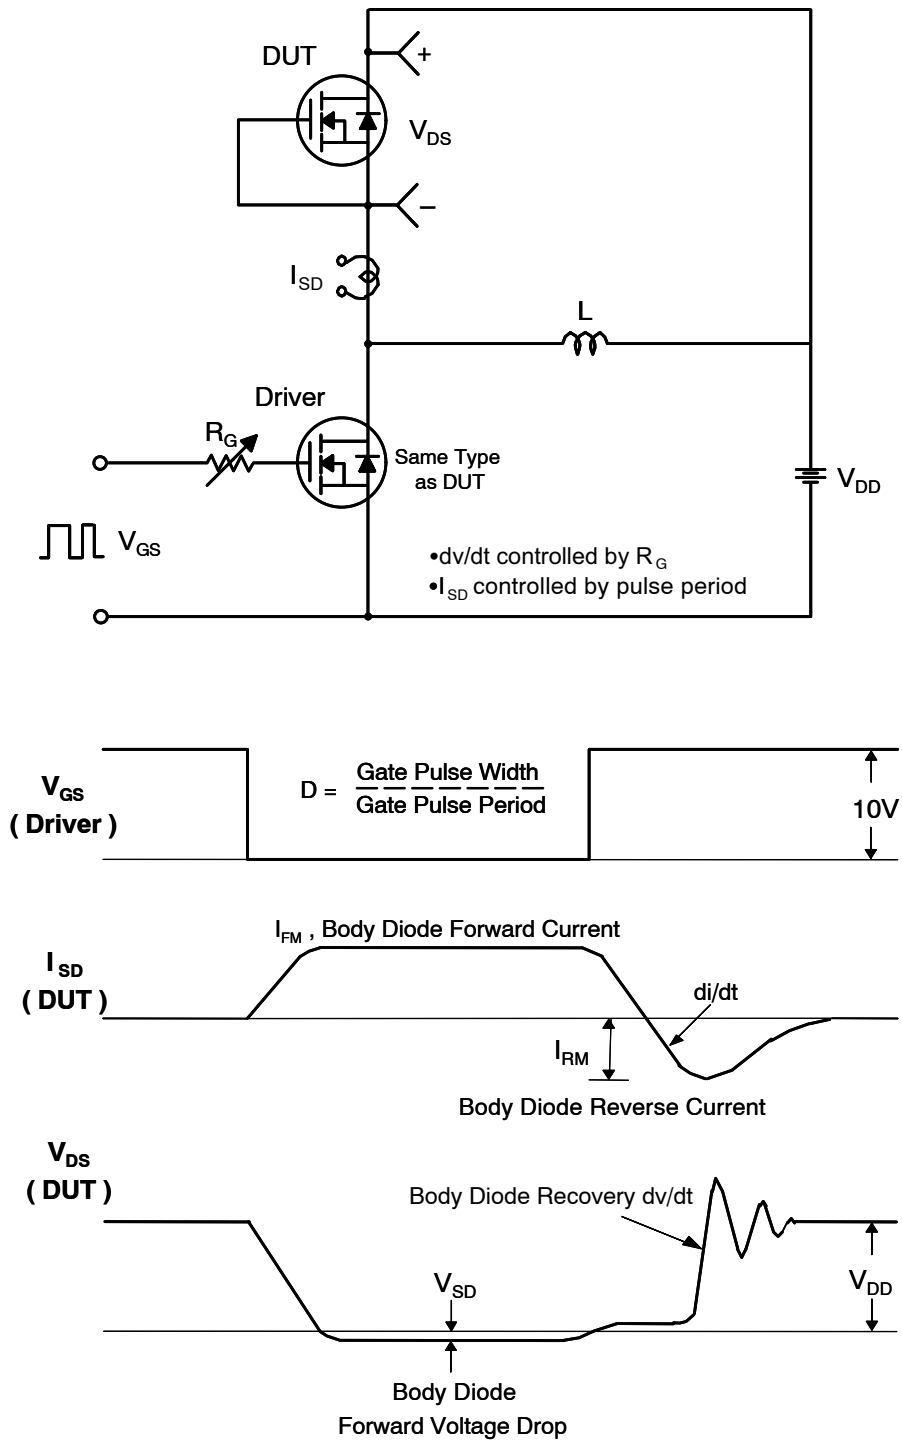 DUT
+
VDS
−
ISD
L
Driver
RG
Same Type
as DUT
VDD
VGS
•dv/dt controlled by RG
•ISD controlled by pulse period
VGS
( Driver )
D = Gate Pulse Width
Gate Pulse Period
10V
IFM , Body Diode Forward Current
ISD
( DUT )
di/dt
IRM
Body Diode Reverse Current
VDS
( DUT )
Body Diode Recovery dv/dt
VSD
VDD
Body Diode
Forward Voltage Drop